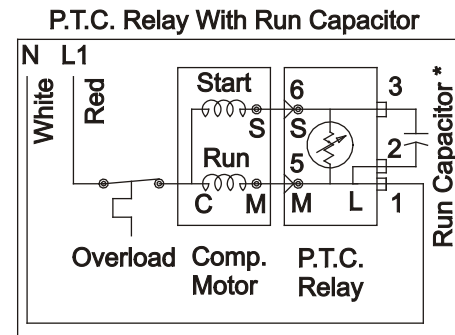 P.T.C. Relay With Run Capacitor
N L1
White
Red
Start
S
Run
C M
6
S
5
M
L
3
2
1
Run Capacitor *
Overload
Comp.
Motor
P.T.C.
Relay